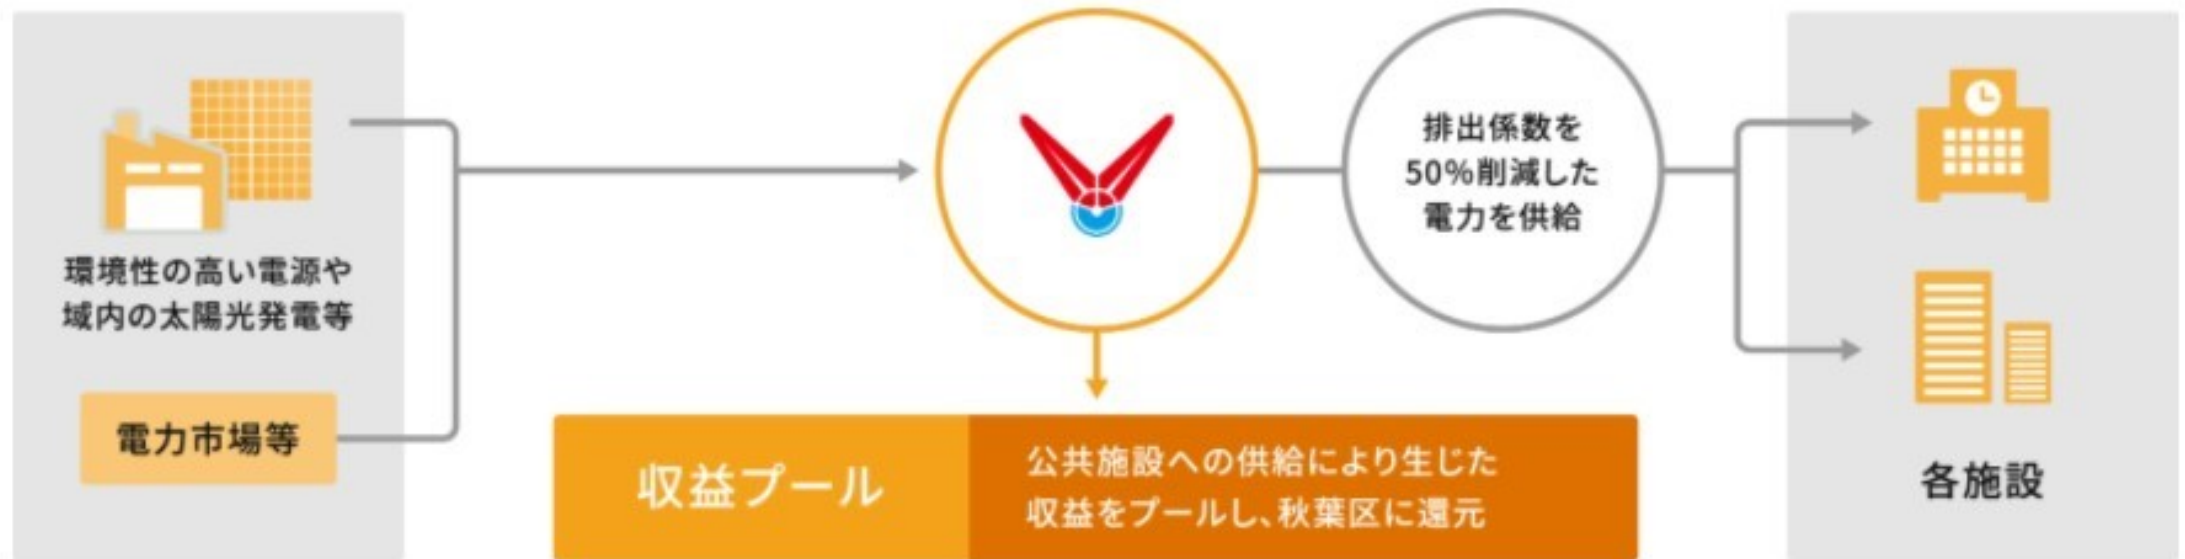 環境性の高い電源や
域内の太陽光発電等
電力市場等
排出係数を
50%削減した
電力を供給
収益プール
公共施設への供給により生じた
収益をプールし、秋葉区に還元
各施設